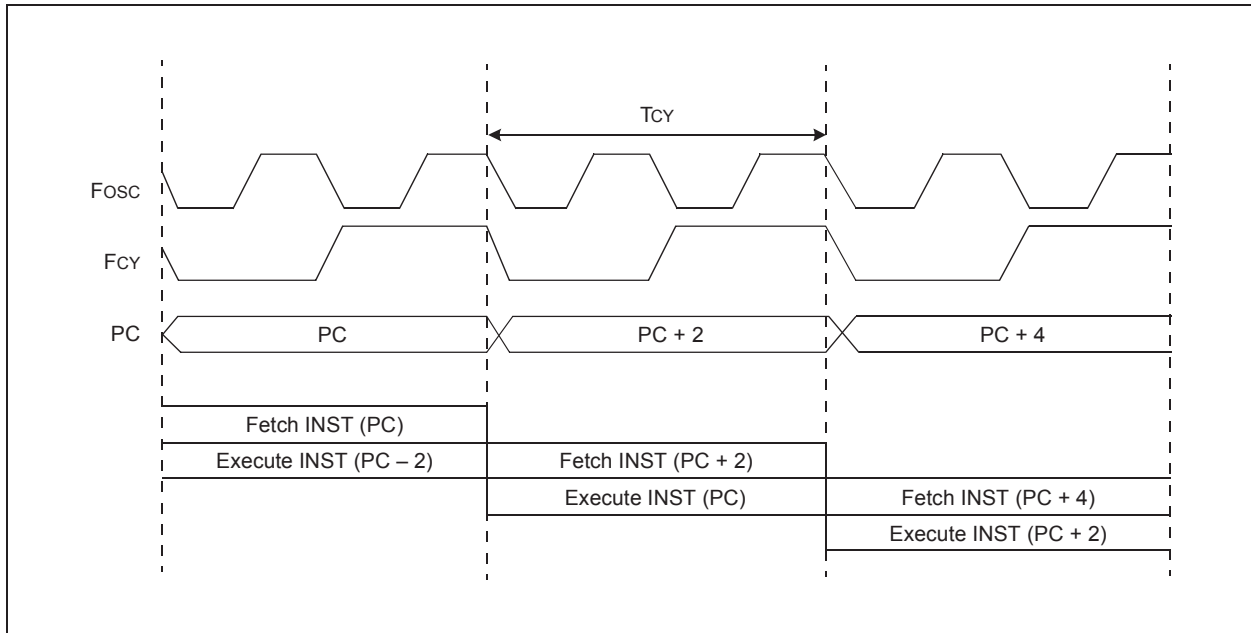 TCY
FOSC
FCY
PC PC PC + 2 PC + 4
Fetch INST (PC)
Execute INST (PC – 2) Fetch INST (PC + 2)
Execute INST (PC) Fetch INST (PC + 4)
Execute INST (PC + 2)